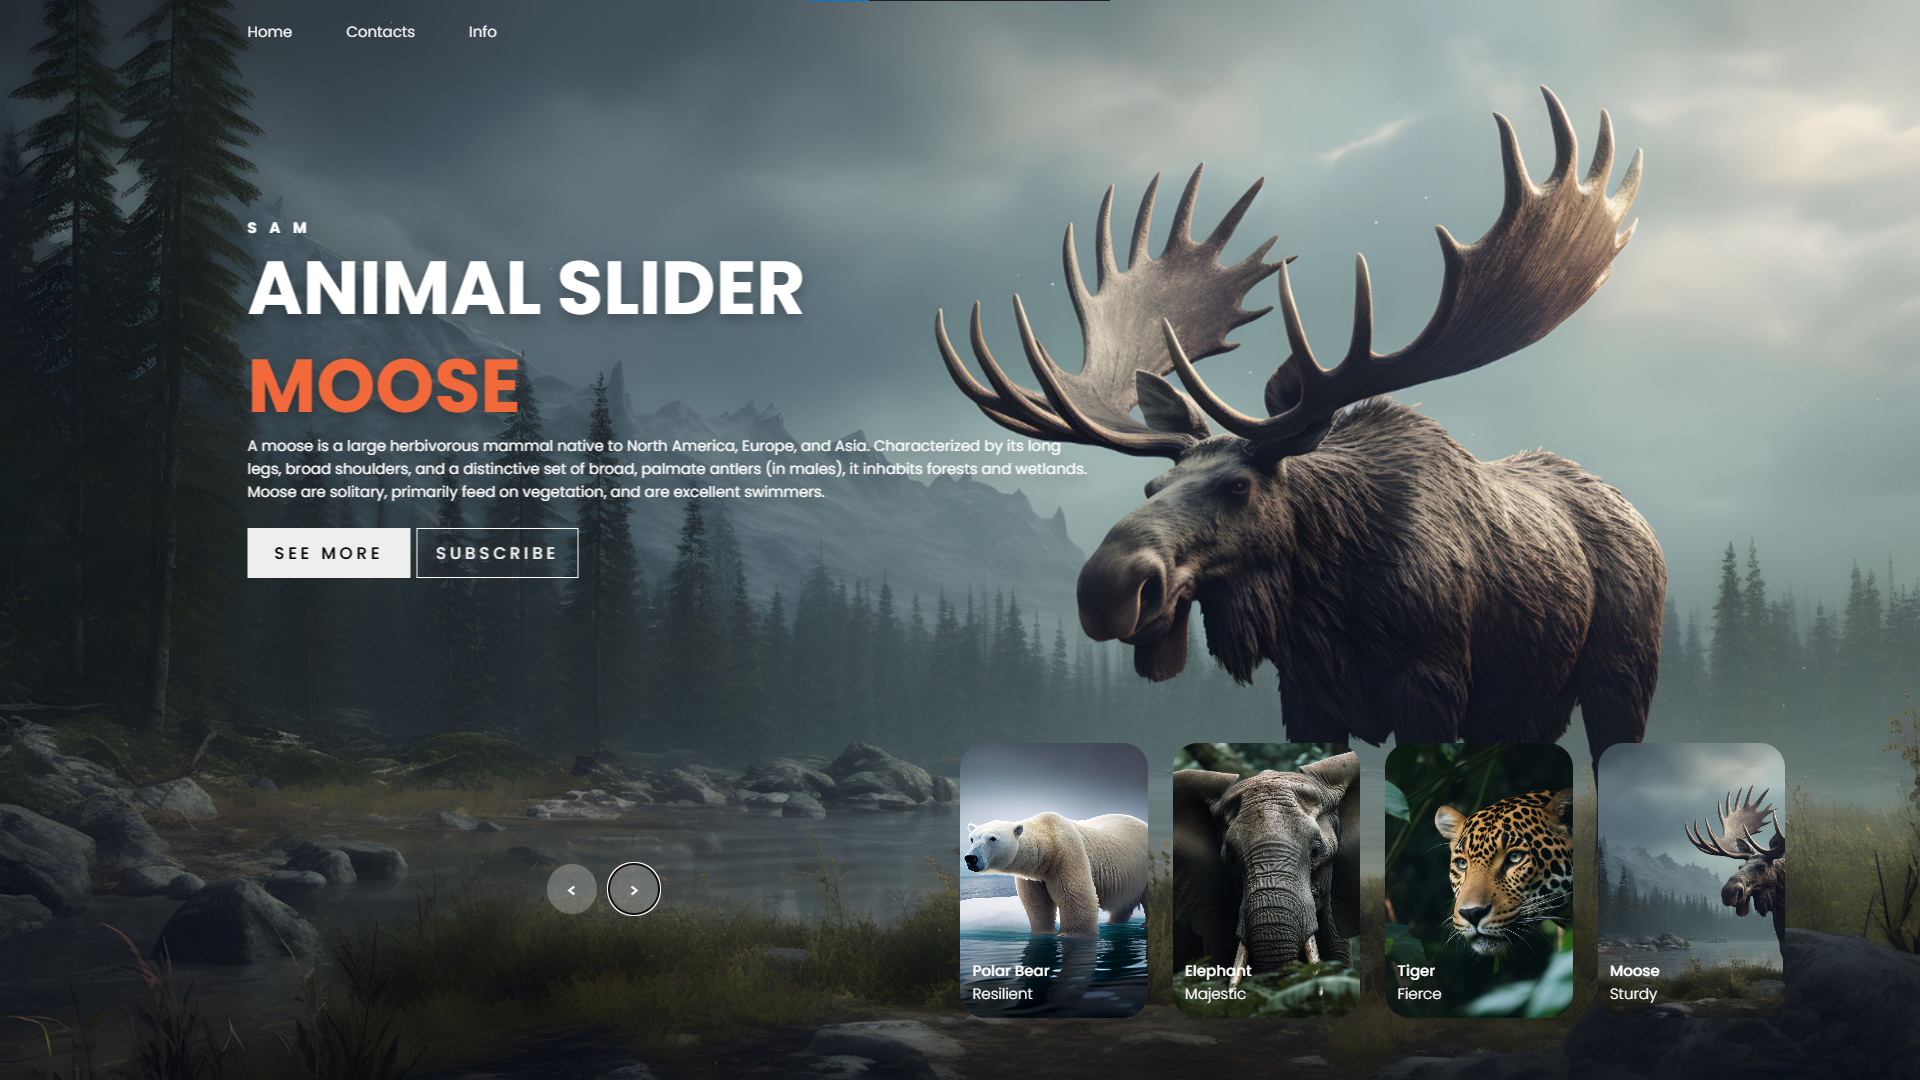 Home Contacts Info
SAM
ANIMAL SLIDER
MOOSE
A moose is a large herbivorous mammal native to North America, Europe, and Asia. Characterized by its long
legs, broad shoulders, and a distinctive set of broad, palmate antlers (in males), it inhabits forests and wetlands.
Moose are solitary, primarily feed on vegetation, and are excellent swimmers.
SEE MORE SUBSCRIBE
< >
Polar Bear
Resilient
Elephant
Majestic
Tiger
Fierce
Moose
Sturdy